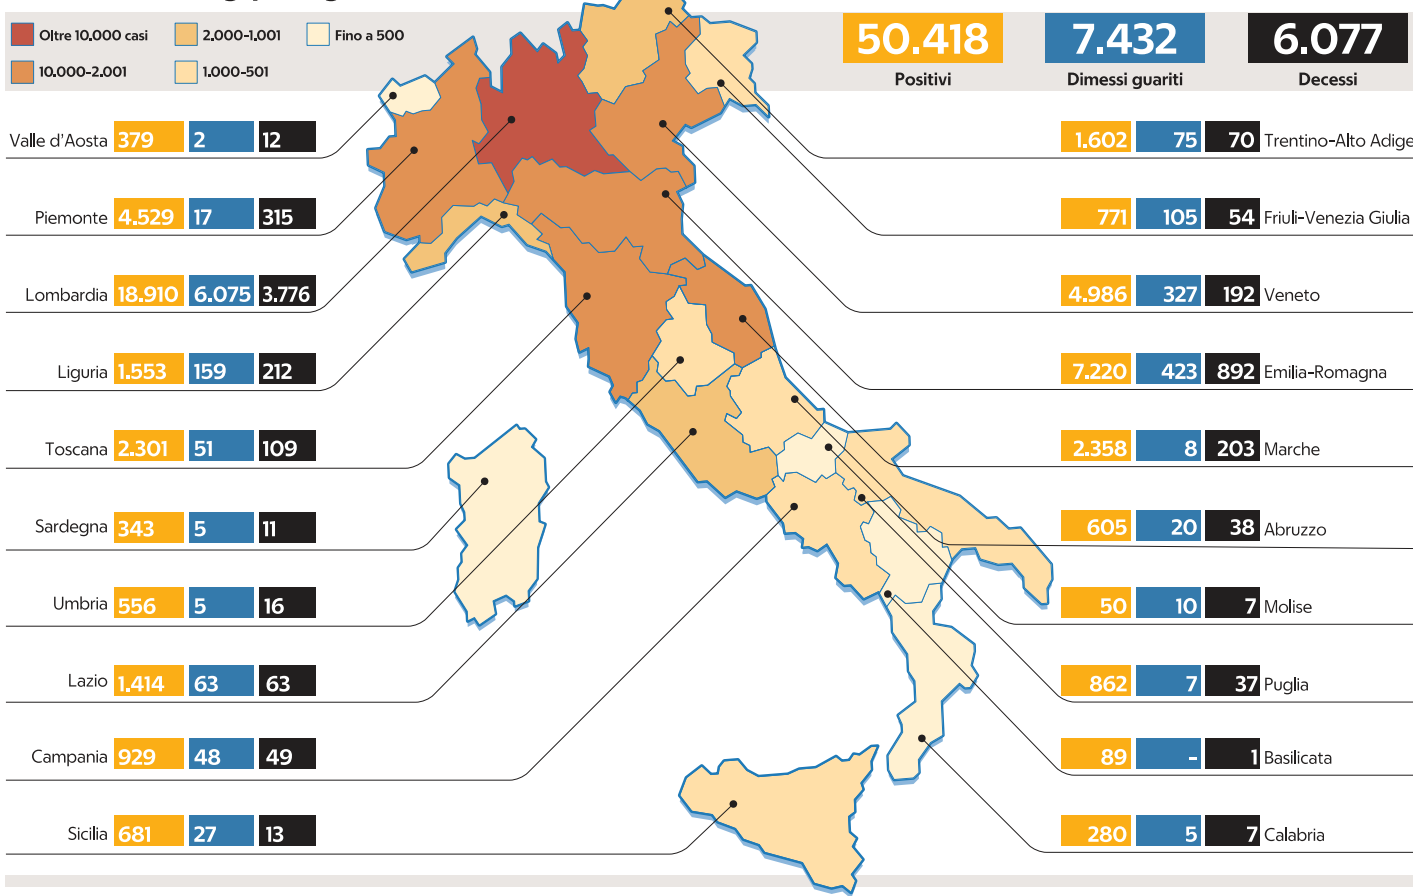 Oltre 10.000 casi
2.000-1.001
Fino a 500
10.000-2.001
1.000-501
50.418
Positivi
7.432
Dimessi guariti
6.077
Decessi
Valle d'Aosta 379 2 12
Piemonte 4.529 17 315
Lombardia 18.910 6.075 3.776
Liguria 1.553 159 212
Toscana 2.301 51 109
Sardegna 343 5 11
Umbria 556 5 16
Lazio 1.414 63 63
Campania 929 48 49
Sicilia 681 27 13
1.602 75 70 Trentino-Alto Adige
771 105 54 Friuli-Venezia Giulia
4.986 327 192 Veneto
7.220 423 892 Emilia-Romagna
2.358 8 203 Marche
605 20 38 Abruzzo
50 10 7 Molise
862 7 37 Puglia
89 - 1 Basilicata
280 5 7 Calabria